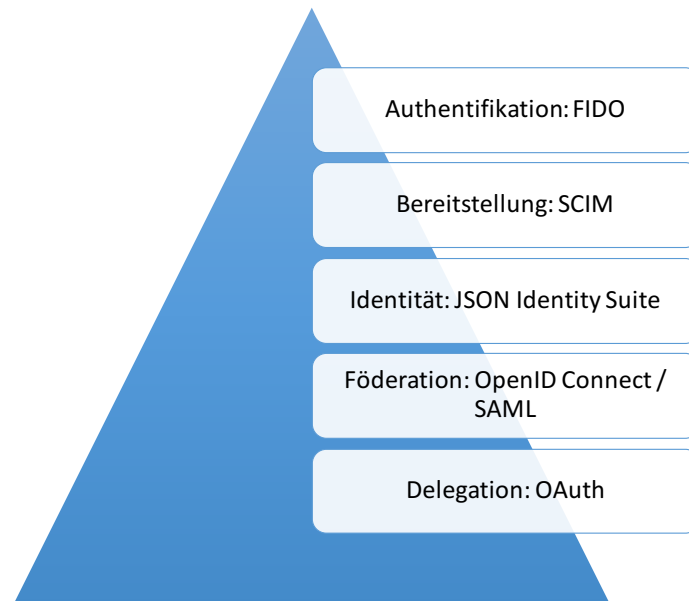 Authentifikation: FIDO
Bereitstellung: SCIM
Identität: JSON Identity Suite
Föderation: OpenID Connect /
SAML
Delegation: OAuth